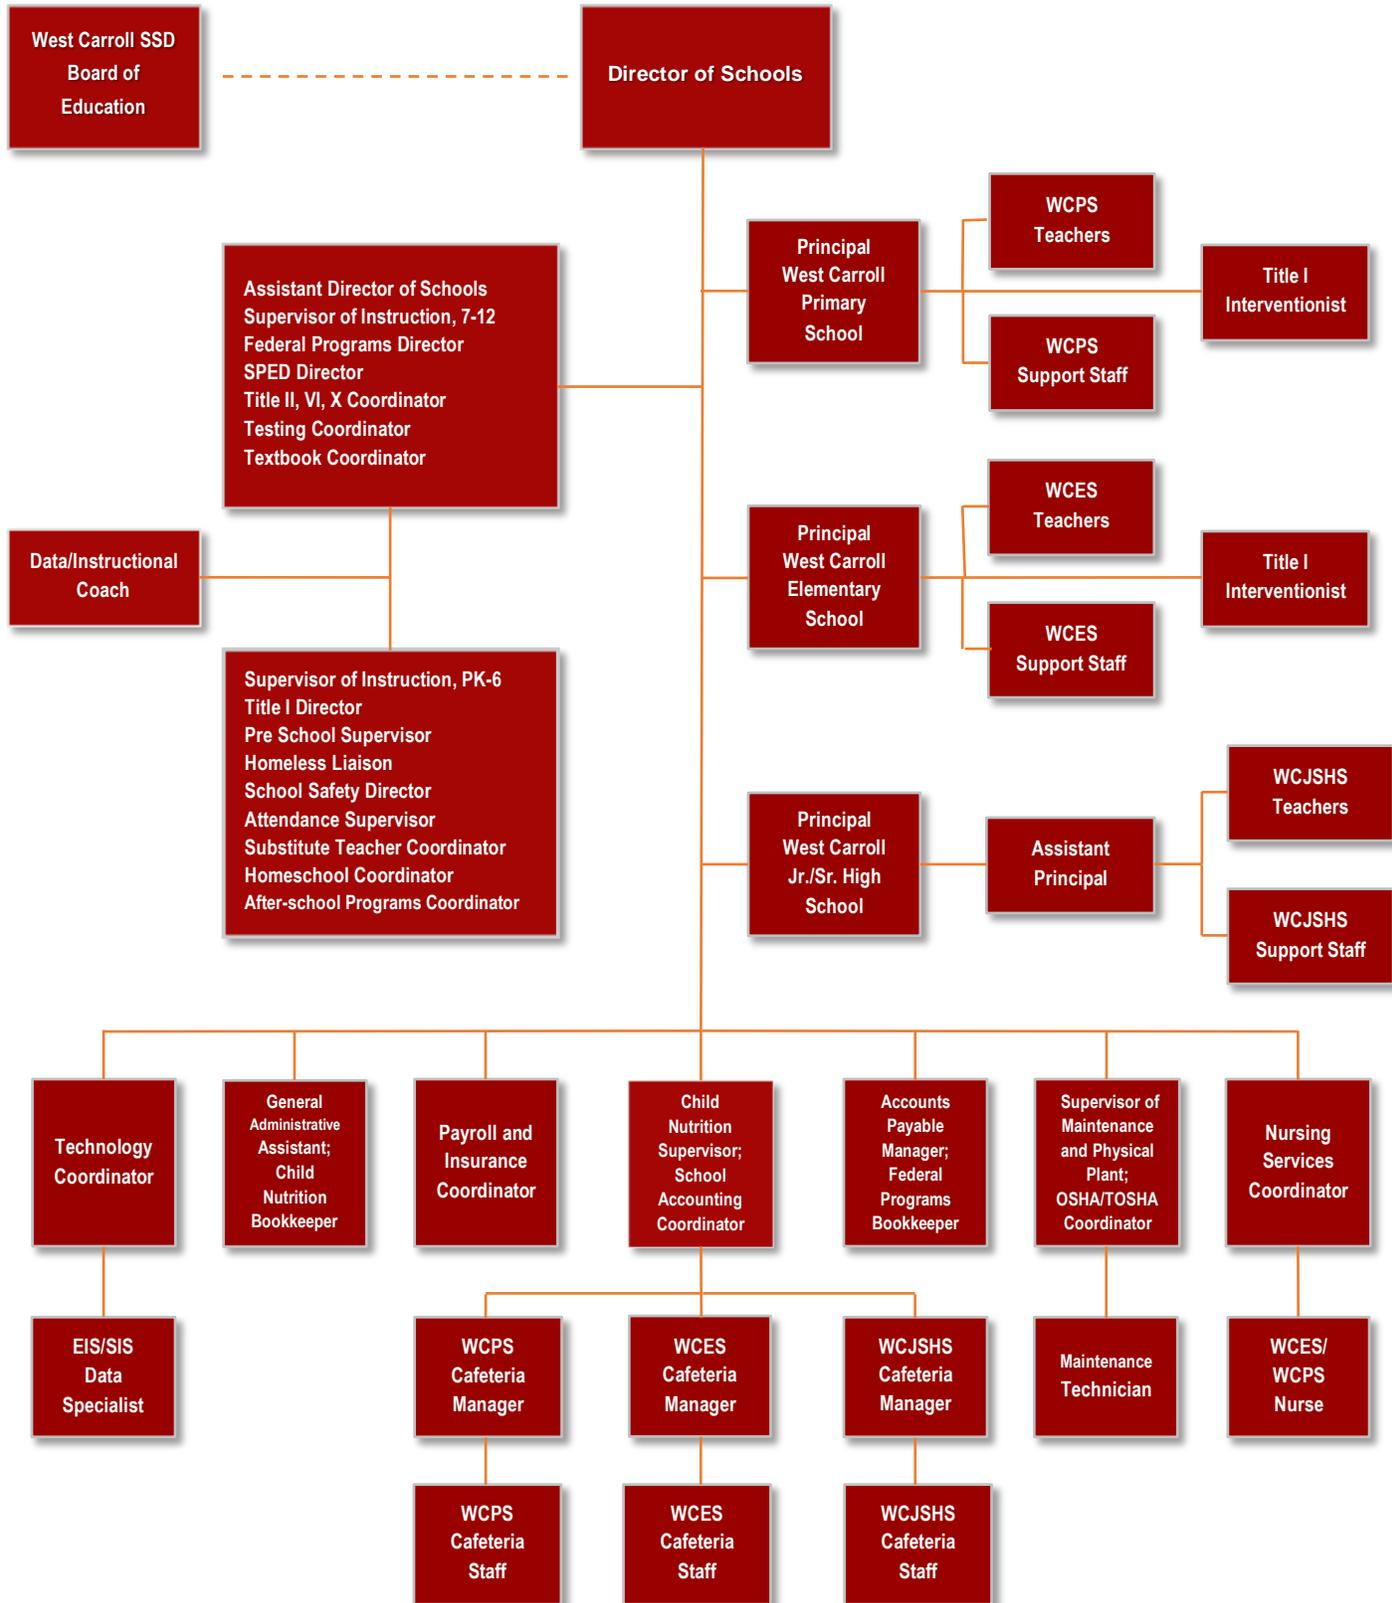 West Carroll SSD
Board of
Education
Director of Schools
WCPS
Teachers
Principal
West Carroll
Primary
School
Title I
Interventionist
WCPS
Support Staff
Assistant Director of Schools
Supervisor of Instruction, 7-12
Federal Programs Director
SPED Director
Title II, VI, X Coordinator
Testing Coordinator
Textbook Coordinator
WCES
Teachers
Principal
West Carroll
Elementary
School
Title I
Interventionist
WCES
Support Staff
Data/Instructional
Coach
Supervisor of Instruction, PK-6
Title I Director
Pre School Supervisor
Homeless Liaison
School Safety Director
Attendance Supervisor
Substitute Teacher Coordinator
Homeschool Coordinator
After-school Programs Coordinator
Principal
West Carroll
Jr./Sr. High
School
Assistant
Principal
WCJSHS
Teachers
WCJSHS
Support Staff
Technology
Coordinator
General
Administrative
Assistant;
Child
Nutrition
Bookkeeper
Payroll and
Insurance
Coordinator
Child
Nutrition
Supervisor;
School
Accounting
Coordinator
Accounts
Payable
Manager;
Federal
Programs
Bookkeeper
Supervisor of
Maintenance
and Physical
Plant;
OSHA/TOSHA
Coordinator
Nursing
Services
Coordinator
EIS/SIS
Data
Specialist
WCPS
Cafeteria
Manager
WCES
Cafeteria
Manager
WCJSHS
Cafeteria
Manager
Maintenance
Technician
WCES/
WCPS
Nurse
WCPS
Cafeteria
Staff
WCES
Cafeteria
Staff
WCJSHS
Cafeteria
Staff